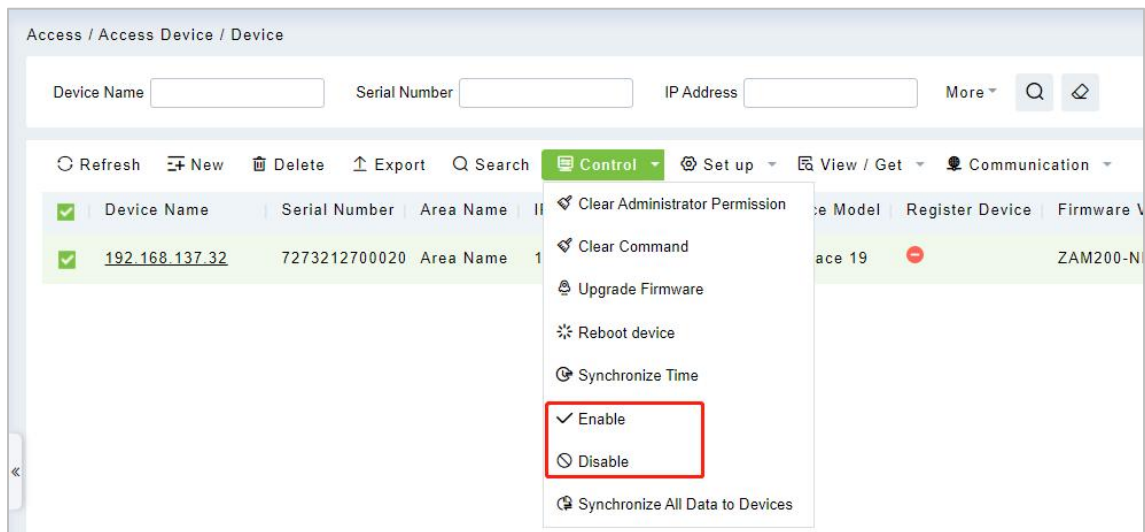 Access / Access Device / Device
Device Name Serial Number IP Address More
Refresh New Delete Export Search Control Set up View / Get Communication
Device Name Serial Number Area Name Model Register Device Firmware
192.168.137.32 7273212700020 Area Name 19
Clear Administrator Permission
Clear Command
Upgrade Firmware
Reboot device
Synchronize Time
Enable
Disable
Synchronize All Data to Devices